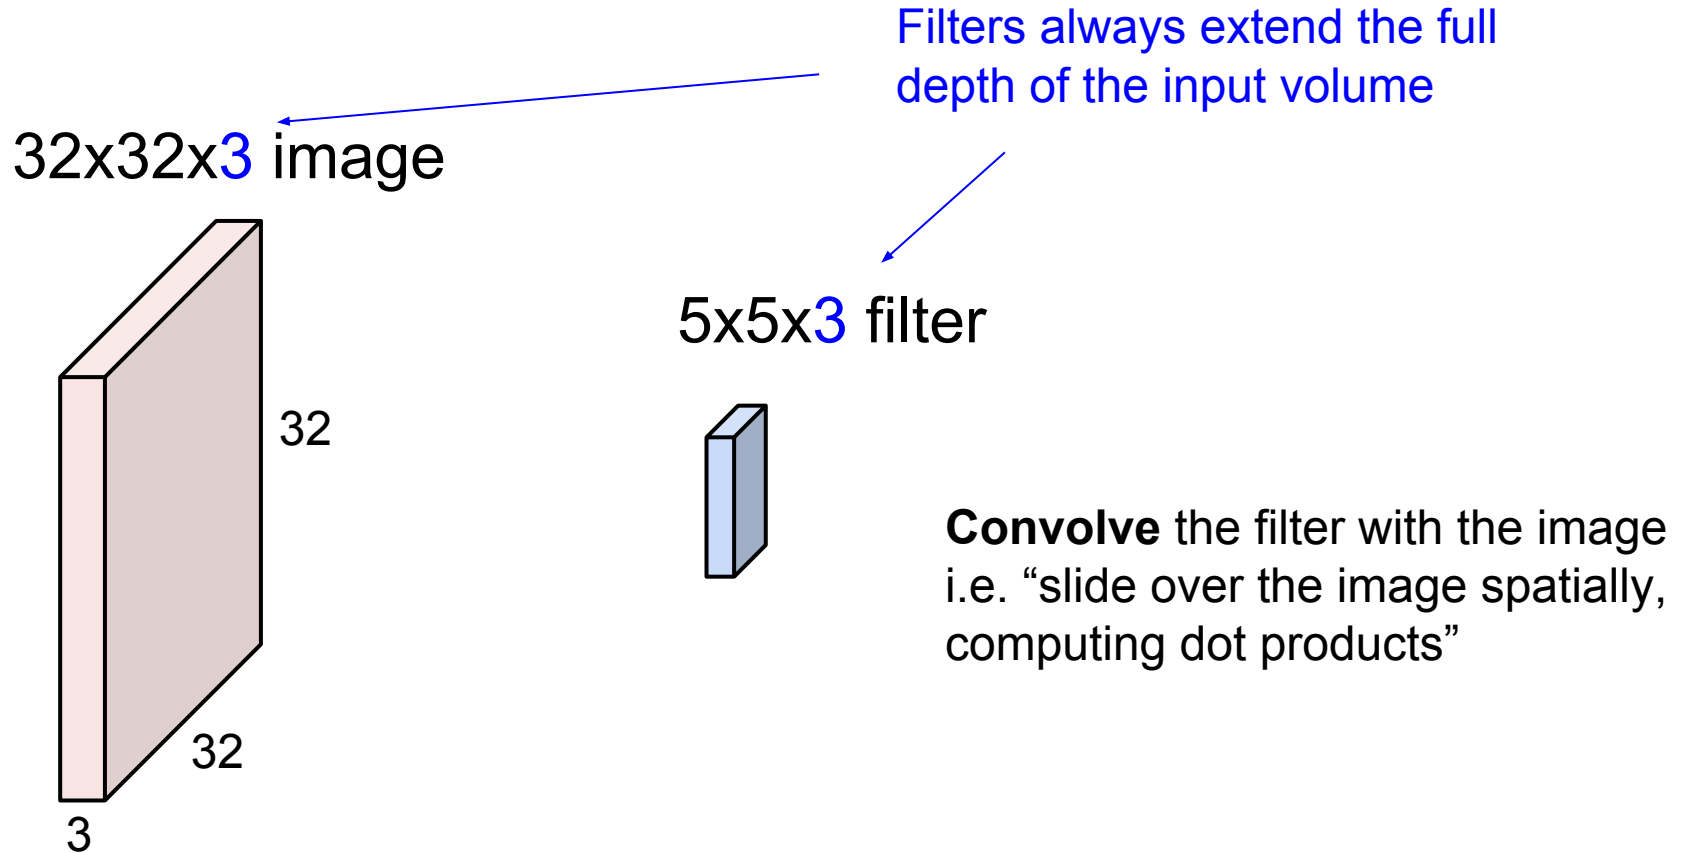 Filters always extend the full
depth of the input volume
32x32x3 image
5x5x3 filter
32
Convolve the filter with the image
i.e. “slide over the image spatially,
computing dot products”
32
3